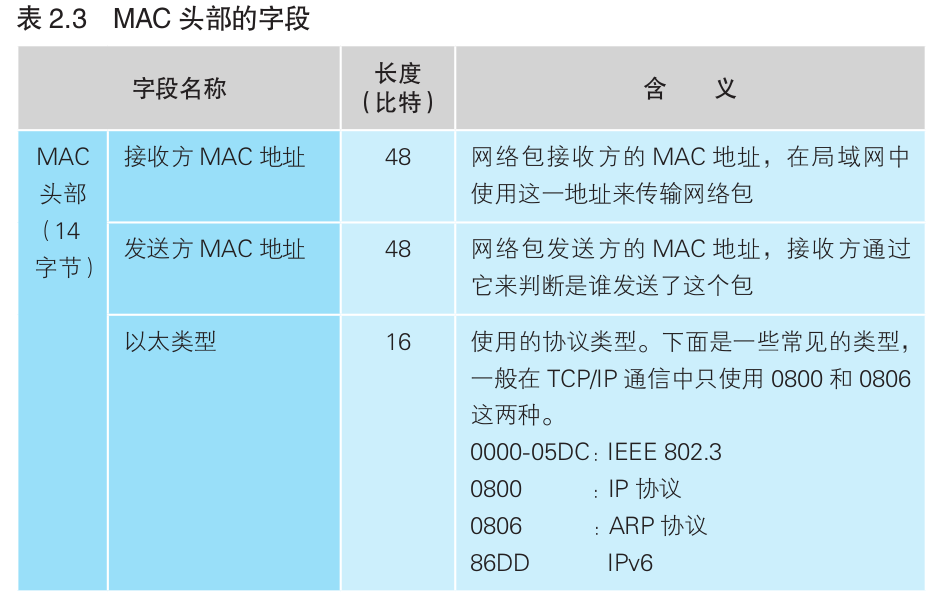 表 2.3 MAC 头部的字段
字段名称
长度
（比特）
含 义
MAC
头部
（14
字节）
接收方 MAC 地址
48
网络包接收方的 MAC 地址，在局域网中
使用这一地址来传输网络包
发送方 MAC 地址
48
网络包发送方的 MAC 地址，接收方通过
它来判断是谁发送了这个包
以太类型
16
使用的协议类型。下面是一些常见的类型，
一般在 TCP/IP 通信中只使用 0800 和 0806
这两种。
0000-05DC：IEEE 802.3
0800 ：IP 协议
0806 ：ARP 协议
86DD IPv6